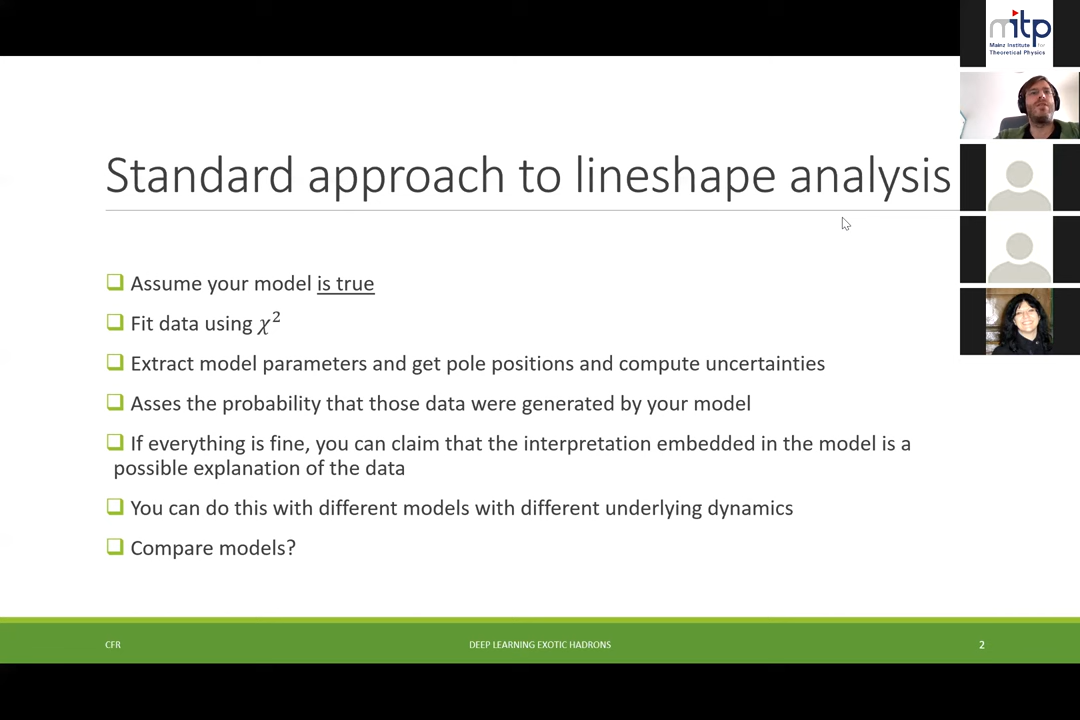 mitp
Mainz Institute for
Theoretical Physics
Standard approach to lineshape analysis
Assume your model is true
Fit data using χ²
Extract model parameters and get pole positions and compute uncertainties
Asses the probability that those data were generated by your model
If everything is fine, you can claim that the interpretation embedded in the model is a
possible explanation of the data
You can do this with different models with different underlying dynamics
Compare models?
CFR
DEEP LEARNING EXOTIC HADRONS
2